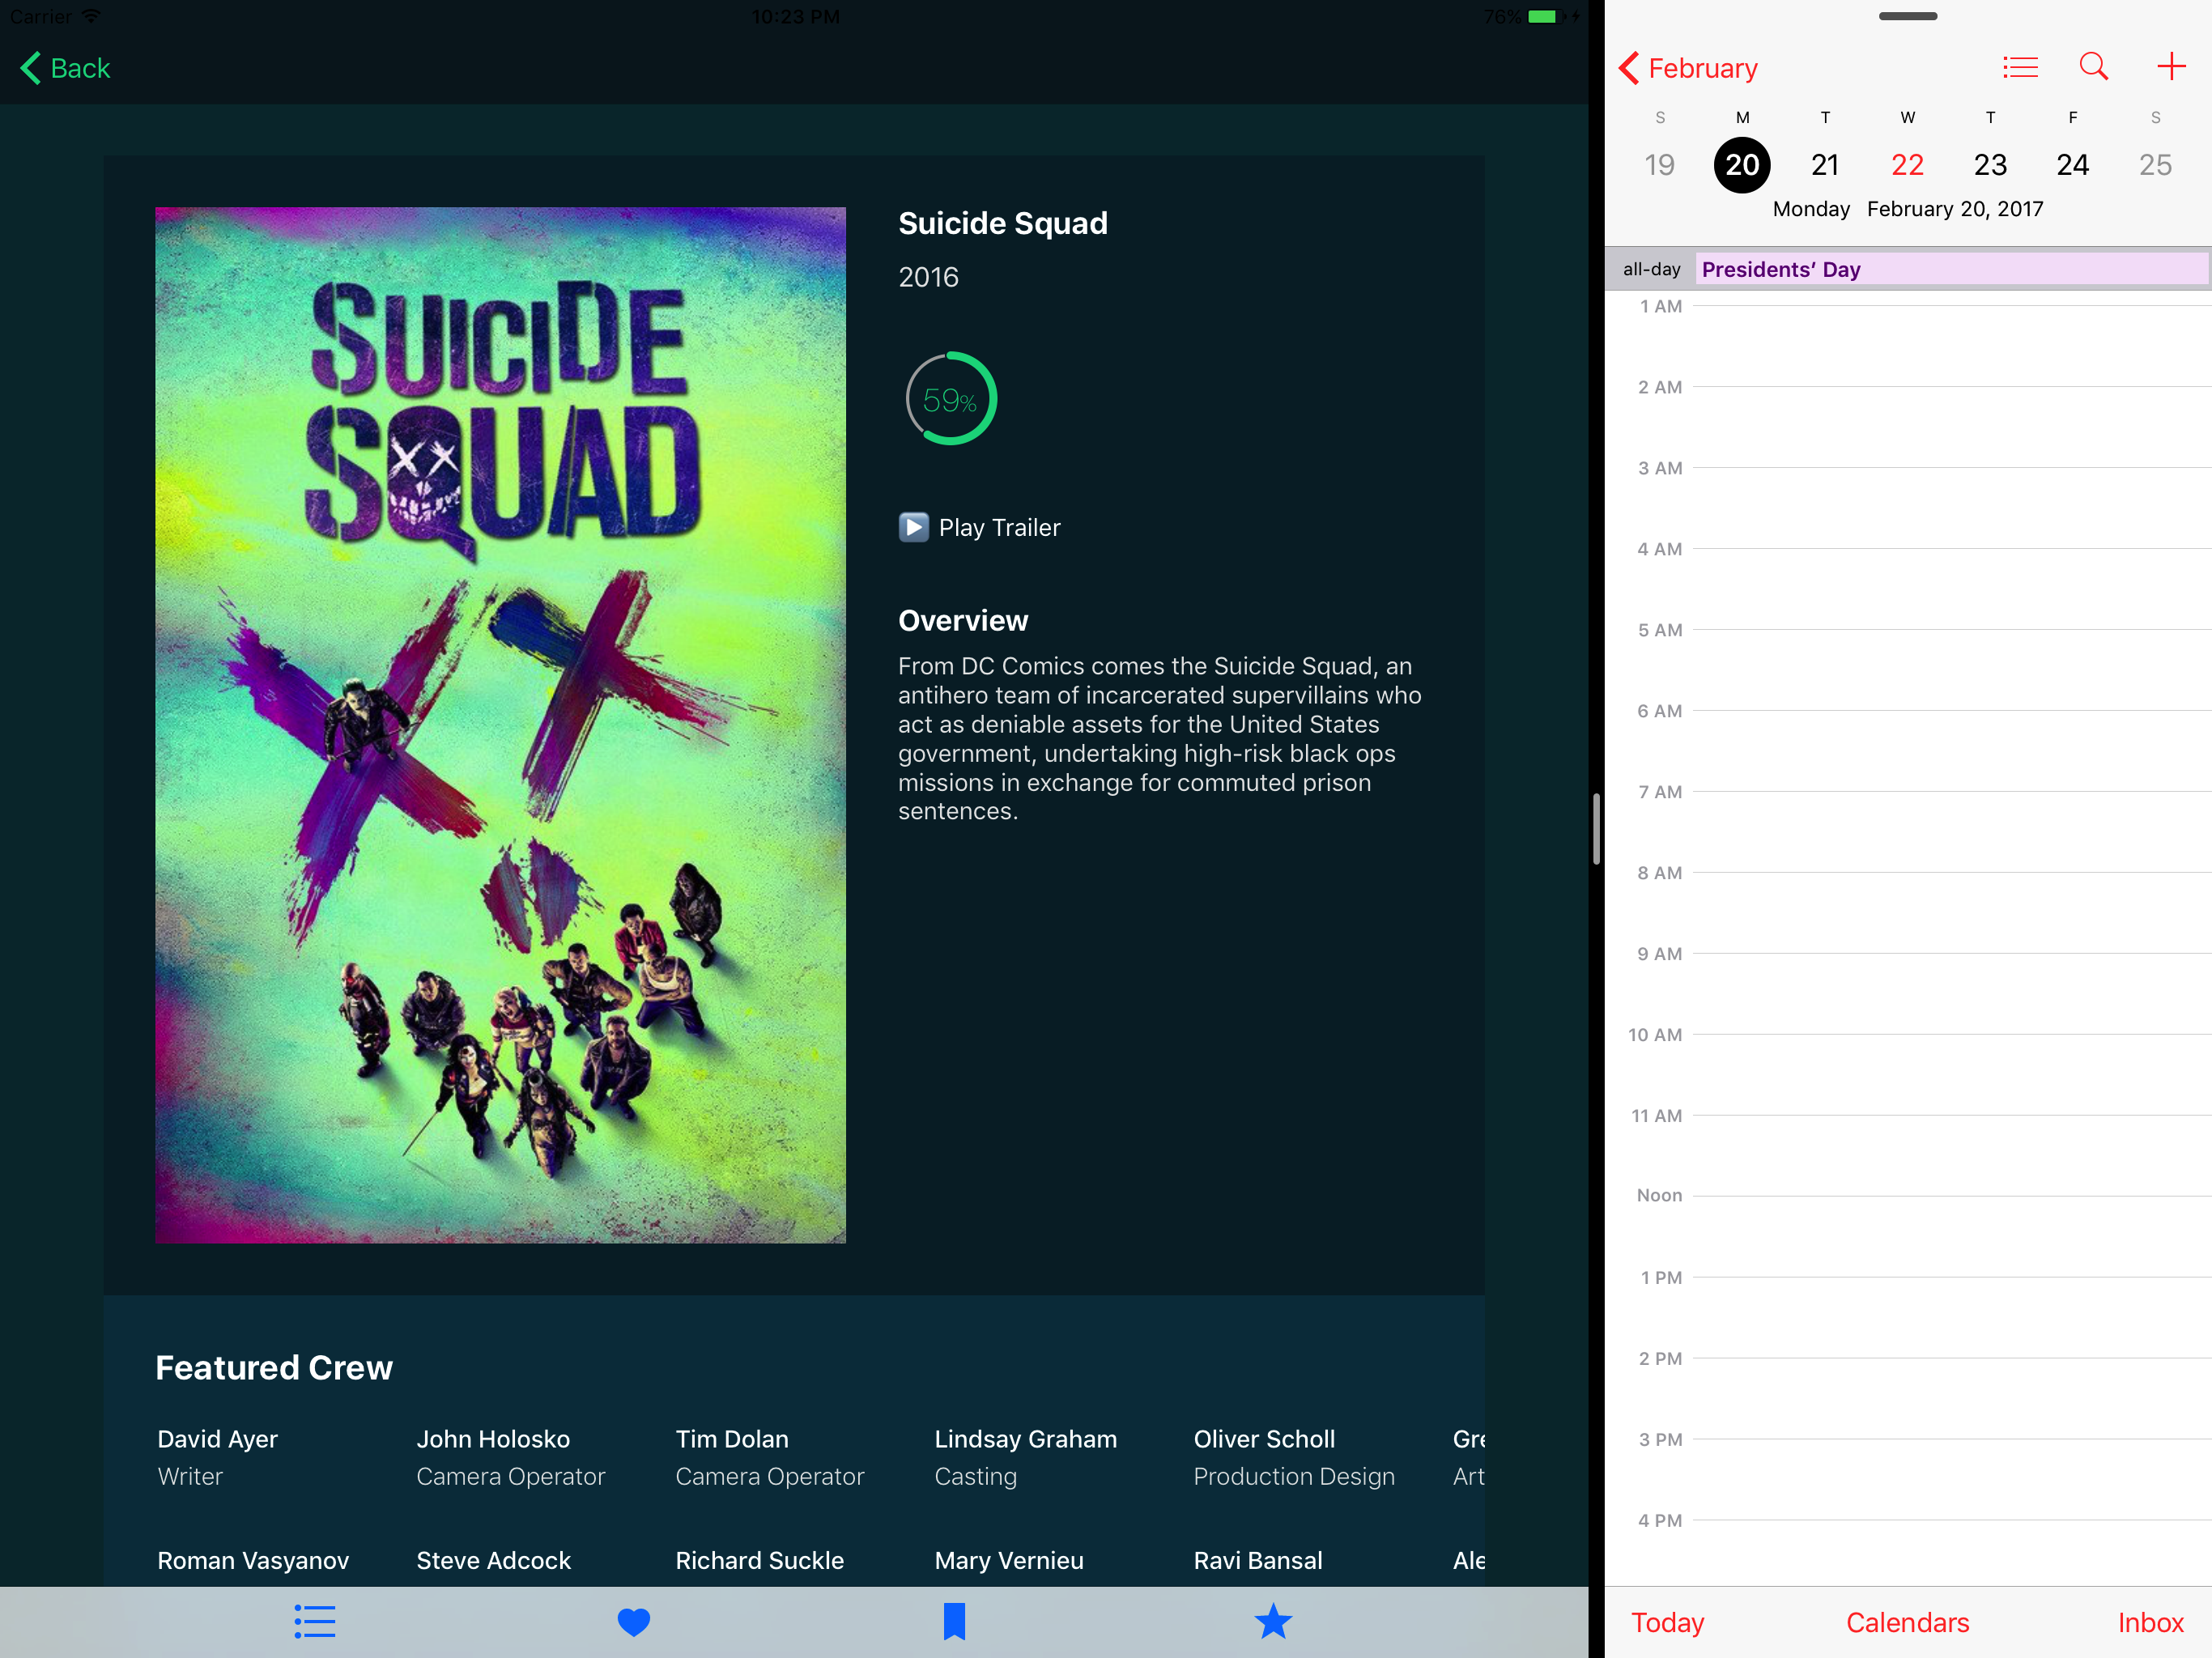 Carrier
10:23 PM
76%
Back
SUICIDE
SQUAD
Suicide Squad
2016
59%
Play Trailer
Overview
From DC Comics comes the Suicide Squad, an
antihero team of incarcerated supervillains who
act as deniable assets for the United States
government, undertaking high-risk black ops
missions in exchange for commuted prison
sentences.
Featured Crew
David Ayer John Holosko Tim Dolan Lindsay Graham Oliver Scholl Gre
Writer Camera Operator Camera Operator Casting Production Design Art
Roman Vasyanov Steve Adcock Richard Suckle Mary Vernieu Ravi Bansal Ale
February
S M T W T F S
19 20 21 22 23 24 25
Monday February 20, 2017
all-day Presidents’ Day
1 AM
2 AM
3 AM
4 AM
5 AM
6 AM
7 AM
8 AM
9 AM
10 AM
11 AM
Noon
1 PM
2 PM
3 PM
4 PM
Today Calendars Inbox